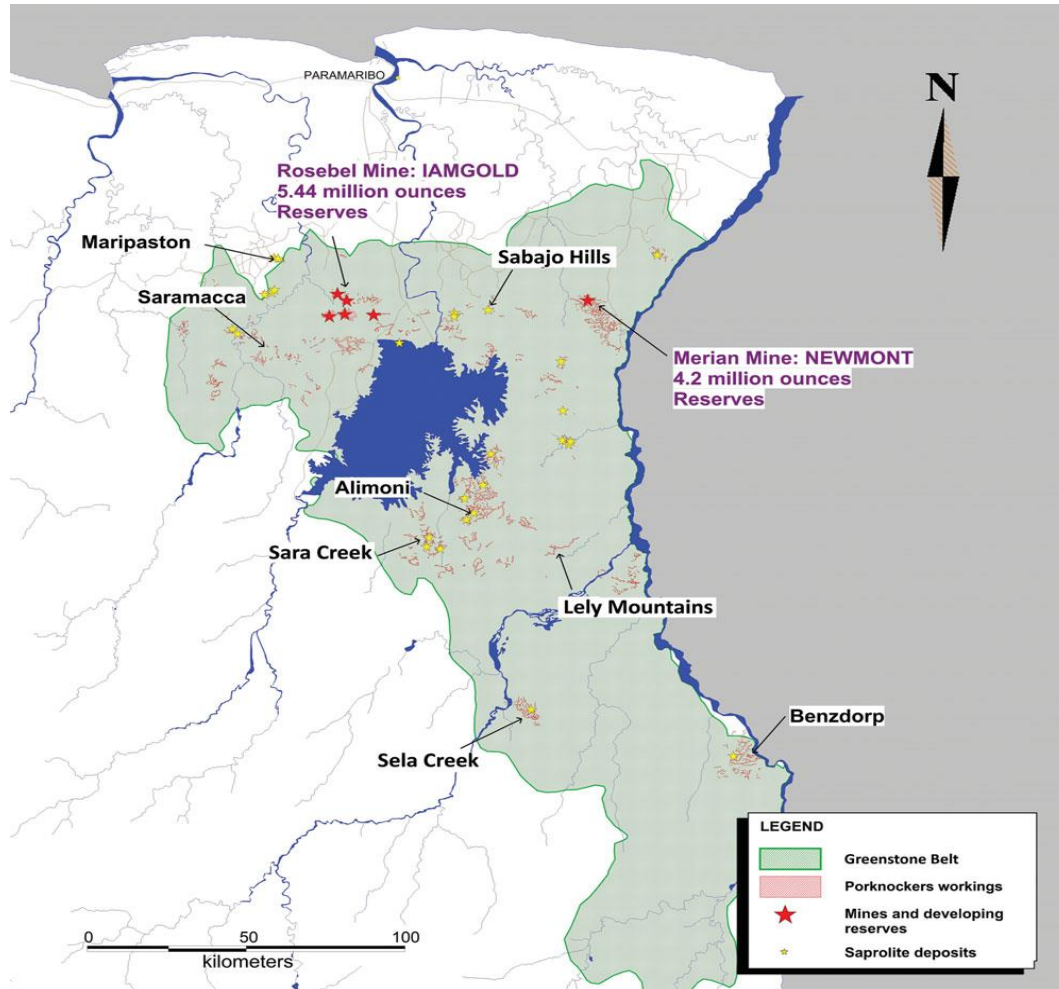 PARAMARIBO
N
Rosebel Mine: IAMGOLD
5.44 million ounces
Reserves
Maripaston
Sabajo Hills
Saramacca
Merian Mine: NEWMONT
4.2 million ounces
Reserves
Alimoni
Sara Creek
Lely Mountains
Benzdorp
Sela Creek
LEGEND
Greenstone Belt
Porknockers workings
Mines and developing
reserves
Saprolite deposits
0 50 100
kilometers